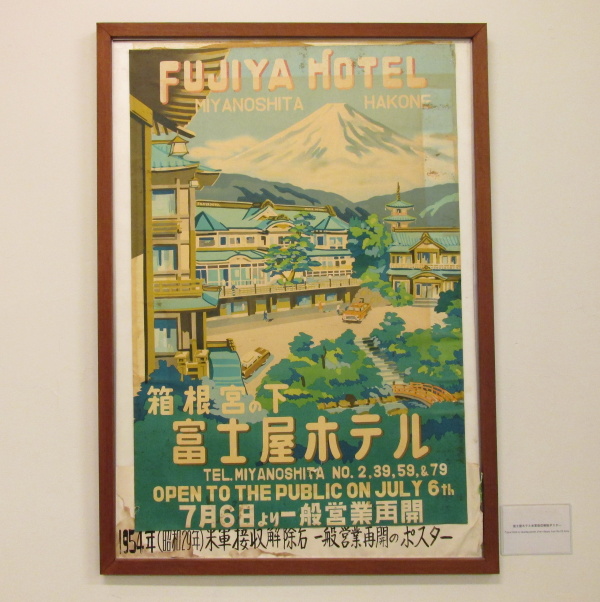 FUJIYA HOTEL
MIYANOSHITA HAKONE
箱根宮の下
富士屋ホテル
TEL.MIYANOSHITA NO. 2,39,59,&79
OPEN TO THE PUBLIC ON JULY 6th
7月6日より一般営業再開
1954年(昭和29年)米軍接収解除后 一般営業再開のポスター